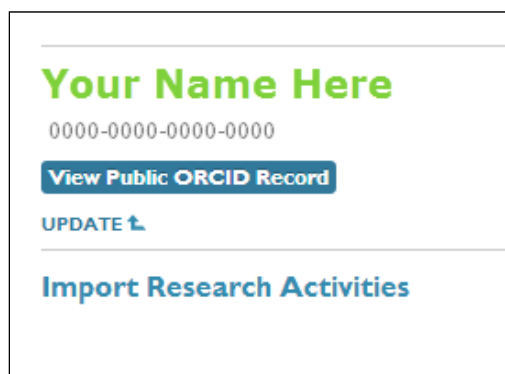 Your Name Here
0000-0000-0000-0000
View Public ORCID Record
UPDATE
Import Research Activities